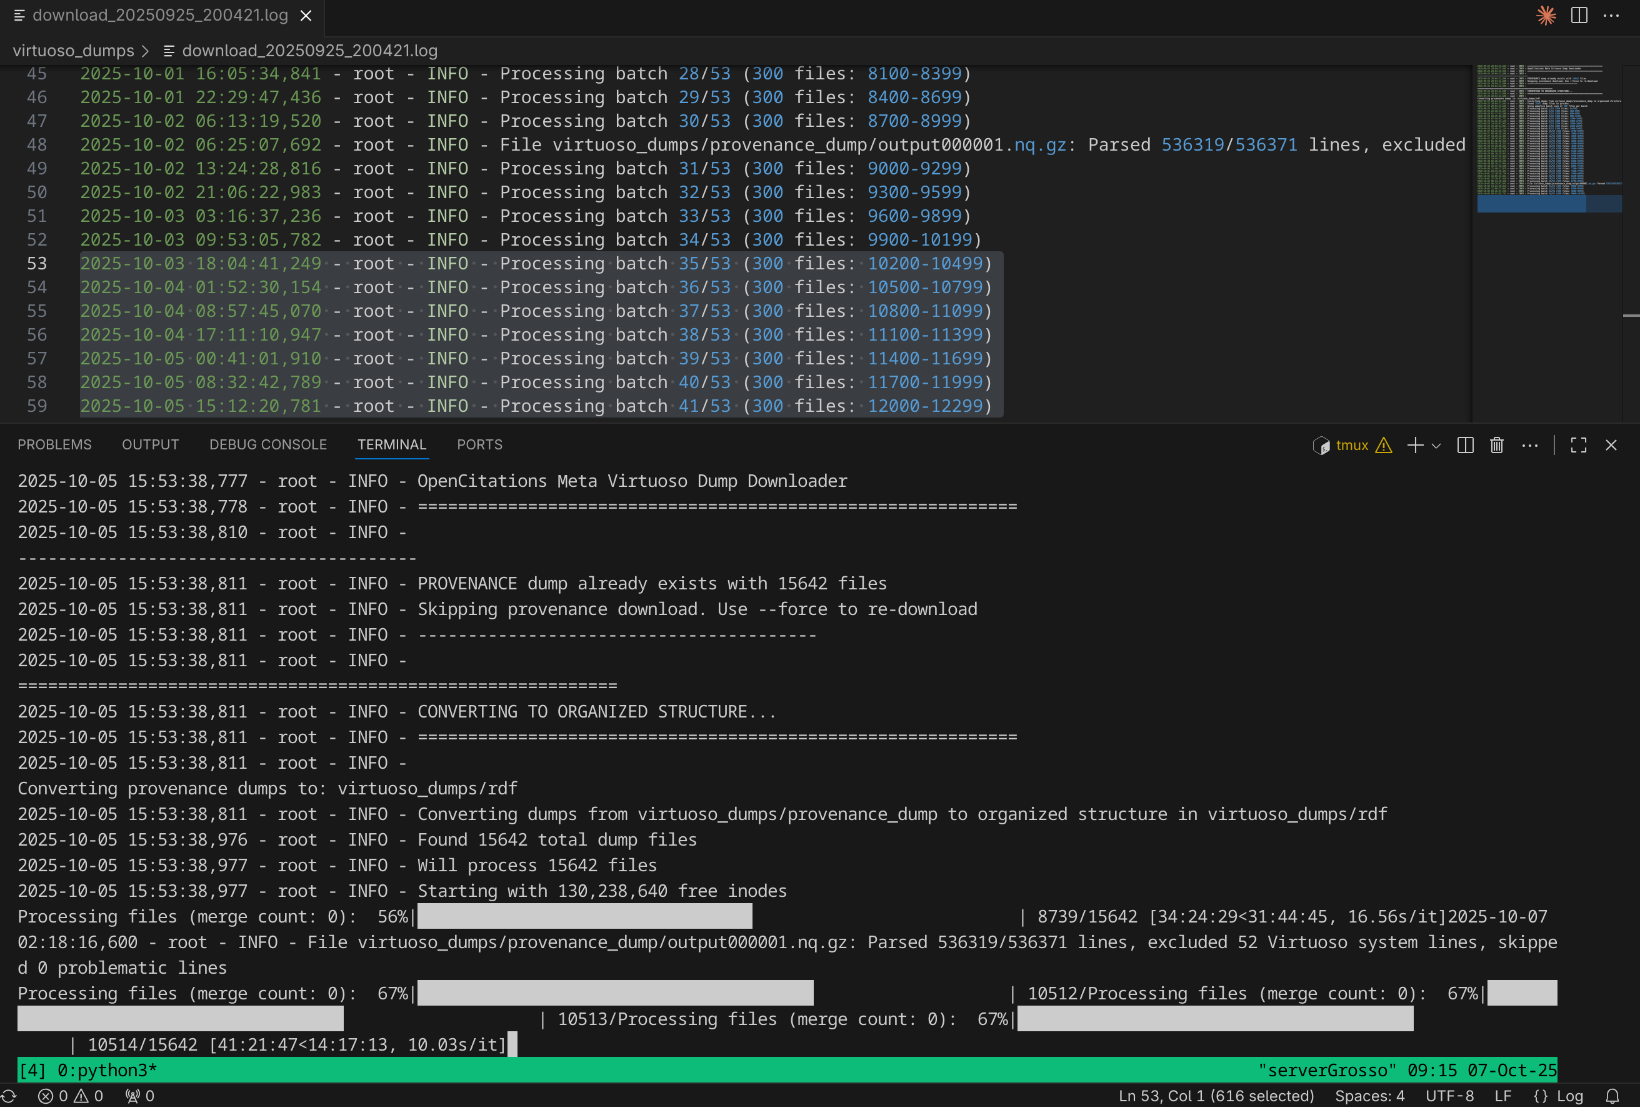 download_20250925_200421.log
virtuoso_dumps > download_20250925_200421.log
45 2025-10-01 16:05:34,841 - root - INFO - Processing batch 28/53 (300 files: 8100-8399)
46 2025-10-01 22:29:47,436 - root - INFO - Processing batch 29/53 (300 files: 8400-8699)
47 2025-10-02 06:13:19,520 - root - INFO - Processing batch 30/53 (300 files: 8700-8999)
48 2025-10-02 06:25:07,692 - root - INFO - File virtuoso_dumps/provenance_dump/output000001.nq.gz: Parsed 536319/536371 lines, excluded
49 2025-10-02 13:24:28,816 - root - INFO - Processing batch 31/53 (300 files: 9000-9299)
50 2025-10-02 21:06:22,983 - root - INFO - Processing batch 32/53 (300 files: 9300-9599)
51 2025-10-03 03:16:37,236 - root - INFO - Processing batch 33/53 (300 files: 9600-9899)
52 2025-10-03 09:53:05,782 - root - INFO - Processing batch 34/53 (300 files: 9900-10199)
53 2025-10-03 18:04:41,249 - root - INFO - Processing batch 35/53 (300 files: 10200-10499)
54 2025-10-04 01:52:30,154 - root - INFO - Processing batch 36/53 (300 files: 10500-10799)
55 2025-10-04 08:57:45,070 - root - INFO - Processing batch 37/53 (300 files: 10800-11099)
56 2025-10-04 17:11:10,947 - root - INFO - Processing batch 38/53 (300 files: 11100-11399)
57 2025-10-05 00:41:01,910 - root - INFO - Processing batch 39/53 (300 files: 11400-11699)
58 2025-10-05 08:32:42,789 - root - INFO - Processing batch 40/53 (300 files: 11700-11999)
59 2025-10-05 15:12:20,781 - root - INFO - Processing batch 41/53 (300 files: 12000-12299)
PROBLEMS OUTPUT DEBUG CONSOLE TERMINAL PORTS tmux
2025-10-05 15:53:38,777 - root - INFO - OpenCitations Meta Virtuoso Dump Downloader
2025-10-05 15:53:38,778 - root - INFO - ============================================================
2025-10-05 15:53:38,810 - root - INFO -
----------------------------------------
2025-10-05 15:53:38,811 - root - INFO - PROVENANCE dump already exists with 15642 files
2025-10-05 15:53:38,811 - root - INFO - Skipping provenance download. Use --force to re-download
2025-10-05 15:53:38,811 - root - INFO - ----------------------------------------
2025-10-05 15:53:38,811 - root - INFO -
============================================================
2025-10-05 15:53:38,811 - root - INFO - CONVERTING TO ORGANIZED STRUCTURE...
2025-10-05 15:53:38,811 - root - INFO - ============================================================
2025-10-05 15:53:38,811 - root - INFO -
Converting provenance dumps to: virtuoso_dumps/rdf
2025-10-05 15:53:38,811 - root - INFO - Converting dumps from virtuoso_dumps/provenance_dump to organized structure in virtuoso_dumps/rdf
2025-10-05 15:53:38,976 - root - INFO - Found 15642 total dump files
2025-10-05 15:53:38,977 - root - INFO - Will process 15642 files
2025-10-05 15:53:38,977 - root - INFO - Starting with 130,238,640 free inodes
Processing files (merge count: 0): 56%| | 8739/15642 [34:24:29<31:44:45, 16.56s/it]2025-10-07
02:18:16,600 - root - INFO - File virtuoso_dumps/provenance_dump/output000001.nq.gz: Parsed 536319/536371 lines, excluded 52 Virtuoso system lines, skippe
d 0 problematic lines
Processing files (merge count: 0): 67%| | 10512/Processing files (merge count: 0): 67%|
| 10513/Processing files (merge count: 0): 67%|
| 10514/15642 [41:21:47<14:17:13, 10.03s/it]
[4] 0:python3* "serverGrosso" 09:15 07-Oct-25
0 0 0 Ln 53, Col 1 (616 selected) Spaces: 4 UTF-8 LF {} Log